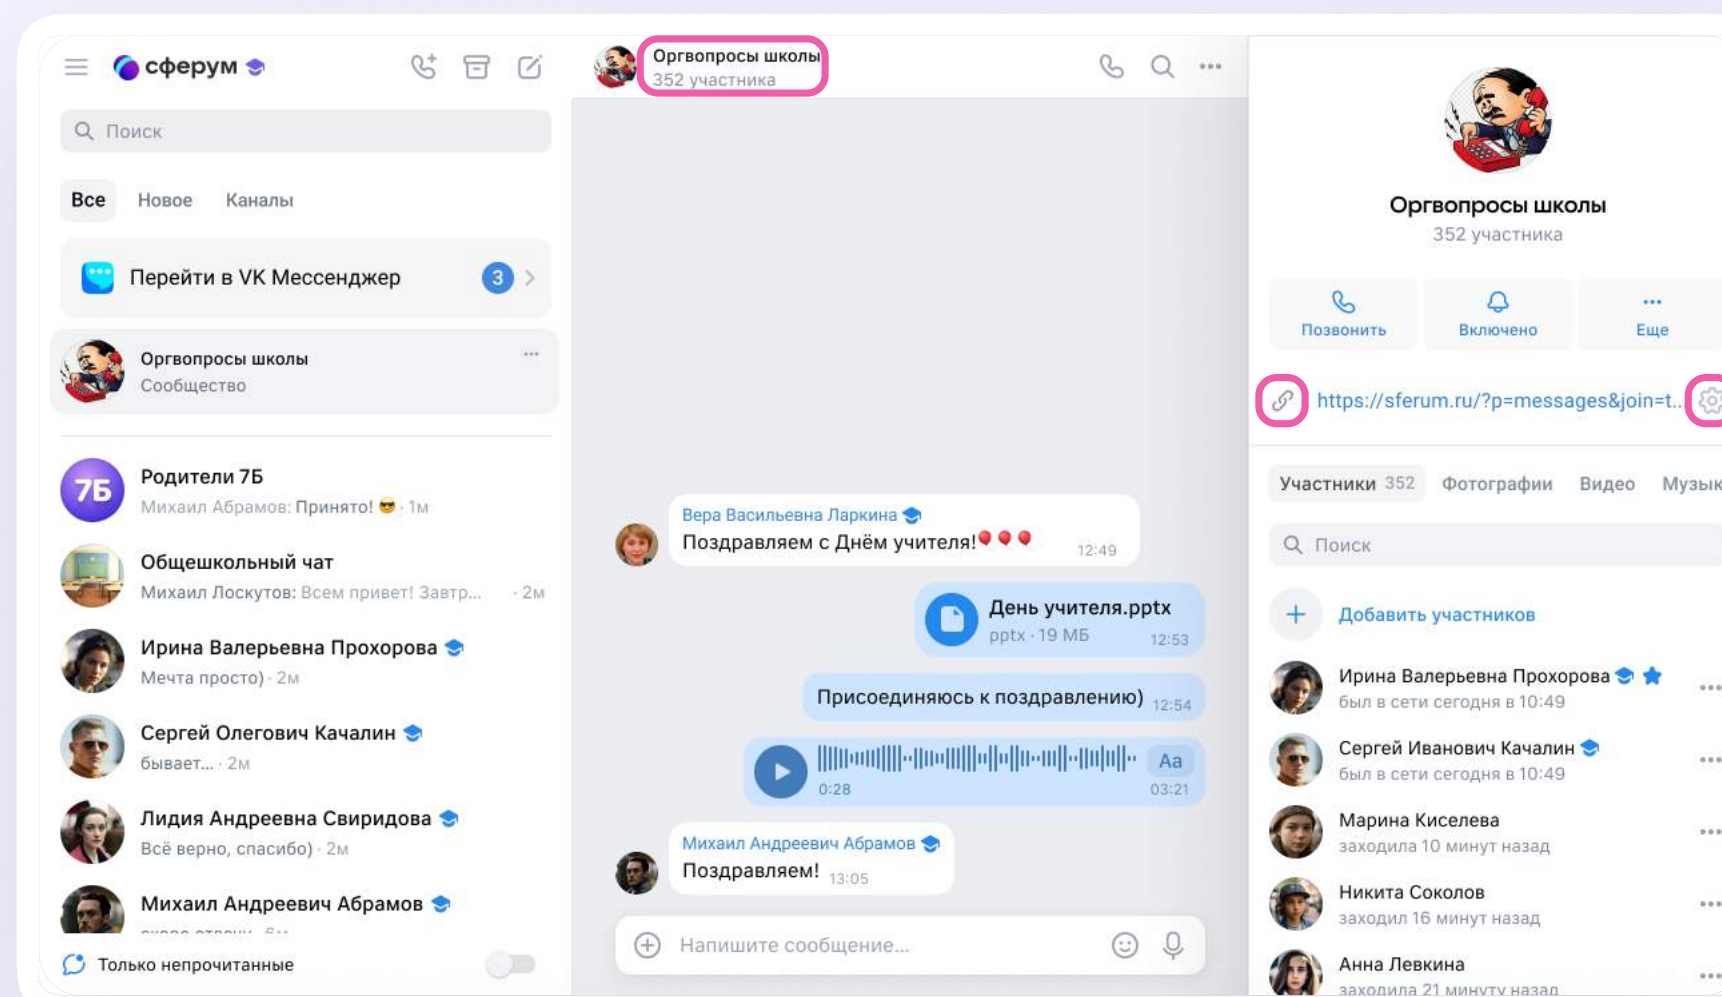 сферум
Поиск
Все Новое Каналы
Перейти в VK Мессенджер 3
Оргвопросы школы
Сообщество
7Б
Родители 7Б
Михаил Абрамов: Принято! 😎 · 1м
Общешкольный чат
Михаил Лоскутов: Всем привет! Завтр... · 2м
Ирина Валерьевна Прохорова
Мечта просто) · 2м
Сергей Олегович Качалин
бывает... · 2м
Лидия Андреевна Свиридова
Всё верно, спасибо) · 2м
Михаил Андреевич Абрамов
Только непрочитанные
Оргвопросы школы
352 участника
Вера Васильевна Ларкина
Поздравляем с Днём учителя!🎈🎈🎈 12:49
День учителя.pptx
pptx · 19 МБ 12:53
Присоединяюсь к поздравлению) 12:54
Aa
0:28 03:21
Михаил Андреевич Абрамов
Поздравляем! 13:05
Напишите сообщение...
Оргвопросы школы
352 участника
Позвонить Включено Еще
https://sferum.ru/?p=messages&join=t...
Участники 352 Фотографии Видео Музык
Поиск
Добавить участников
Ирина Валерьевна Прохорова
был в сети сегодня в 10:49
Сергей Иванович Качалин
был в сети сегодня в 10:49
Марина Киселева
заходила 10 минут назад
Никита Соколов
заходил 16 минут назад
Анна Левкина
заходила 21 минуту назад